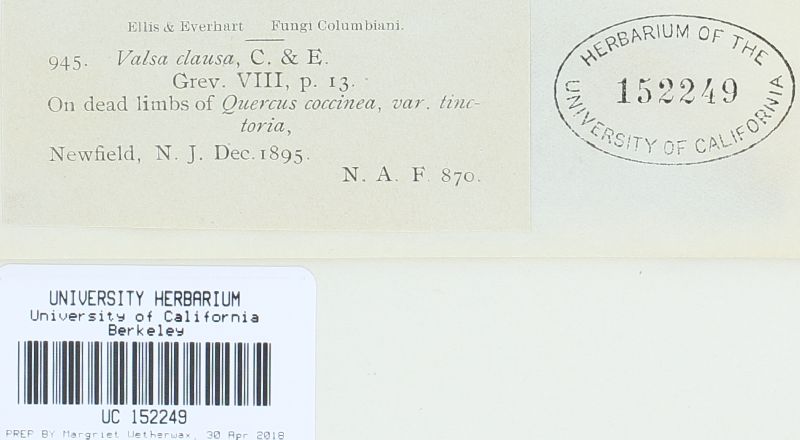 Ellis & Everhart Fungi Columbiani.
945. Valsa clausa, C. & E.
Grev. VIII, p. 13.
On dead limbs of Quercus coccinea, var. tinc-
toria,
Newfield, N. J. Dec. 1895.
N. A. F. 870.
HERBARIUM OF THE
152249
UNIVERSITY OF CALIFORNIA
UNIVERSITY HERBARIUM
University of California
Berkeley
UC 152249
PREP BY Margriet Wetherwax, 30 Apr 2018